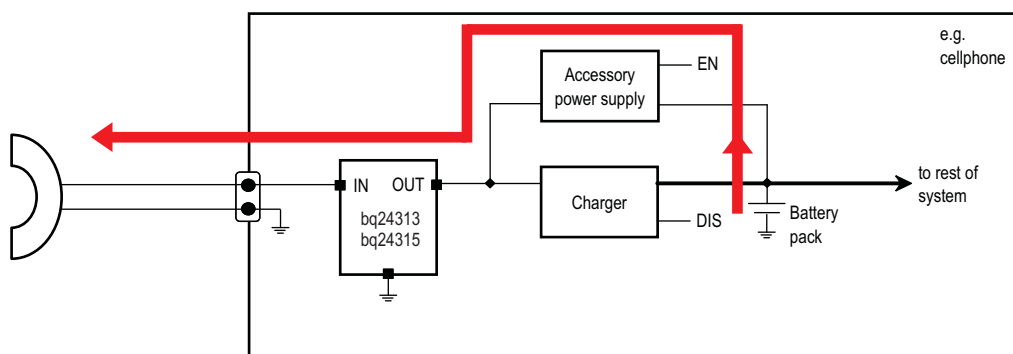 e.g.
cellphone
Accessory
power supply
EN
IN
OUT
bq24313
bq24315
Charger
DIS
Battery
pack
to rest of
system